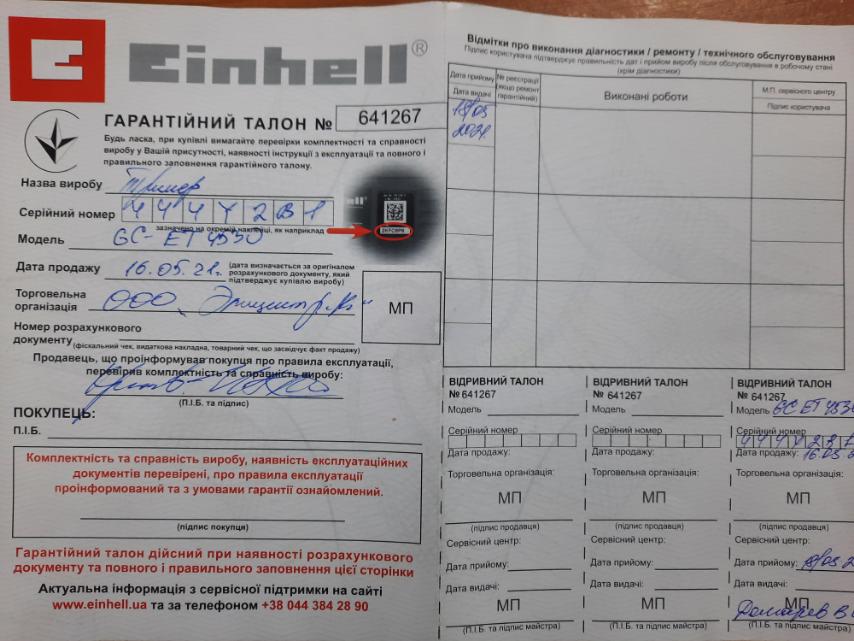 Einhell®
ГАРАНТІЙНИЙ ТАЛОН № 641267
Будь ласка, при купівлі вимагайте перевірки комплектності та справності
виробу у Вашій присутності, наявності інструкції з експлуатації та повного і
правильного заповнення гарантійного талону.
Назва виробу Тример
Серійний номер 444Y2B1
зазначено на окремій наклейці, як наприклад
Модель GC-ET 4530
Дата продажу 16.05.21г. (дата визначається за оригіналом
розрахункового документу, який
підтверджує купівлю виробу)
Торговельна
організація ООО "Эпицентр К"
МП
Номер розрахункового
документу
(фіскальний чек, видаткова накладна, товарний чек, що засвідчує факт продажу)
Продавець, що проінформував покупця про правила експлуатації,
перевірив комплектність та справність виробу:
(П.І.Б. та підпис)
ПОКУПЕЦЬ:
П.І.Б.
Комплектність та справність виробу, наявність експлуатаційних
документів перевірені, про правила експлуатації
проінформований та з умовами гарантії ознайомлений.
(підпис покупця)
Гарантійний талон дійсний при наявності розрахункового
документу та повного і правильного заповнення цієї сторінки
Актуальна інформація з сервісної підтримки на сайті
www.einhell.ua та за телефоном +38 044 384 28 90
Відмітки про виконання діагностики / ремонту / технічного обслуговування
Підпис користувача підтверджує правильність дат і прийом виробу після обслуговування в робочому стані
(крім діагностики)
Дата прийому
Дата видачі
№ реєстрації
(якщо ремонт
гарантійний)
Виконані роботи
М.П. сервісного центру
Підпис користувача
18/05
2021
ВІДРИВНИЙ ТАЛОН
№ 641267
Модель
Серійний номер
Дата продажу:
Торговельна організація:
МП
(підпис продавця)
Сервісний центр:
Дата прийому:
Дата видачі:
МП
(П.І.Б. та підпис майстра)
ВІДРИВНИЙ ТАЛОН
№ 641267
Модель
Серійний номер
Дата продажу:
Торговельна організація:
МП
(підпис продавця)
Сервісний центр:
Дата прийому:
Дата видачі:
МП
(П.І.Б. та підпис майстра)
ВІДРИВНИЙ ТАЛОН
№ 641267
Модель GC ET 4530
Серійний номер
Дата продажу: 16.05.2
Торговельна організація:
МП
(підпис продавця)
Сервісний центр:
Дата прийому: 18/05 2
Дата видачі:
МП
(П.І.Б. та підпис майстра)